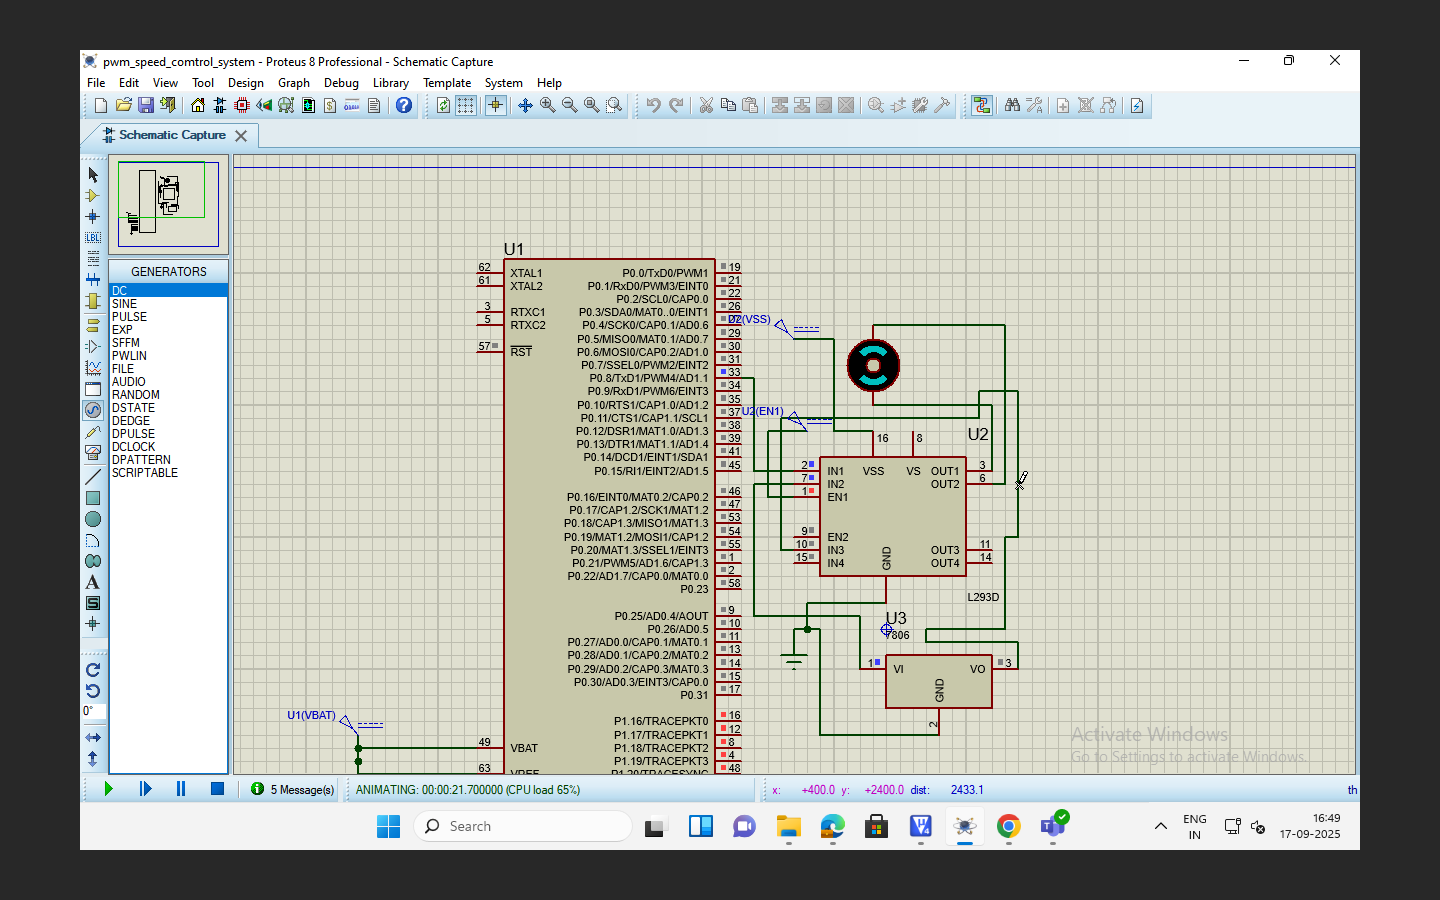 pwm_speed_comtrol_system - Proteus 8 Professional - Schematic Capture
File Edit View Tool Design Graph Debug Library Template System Help
Schematic Capture
GENERATORS
DC
SINE
PULSE
EXP
SFFM
PWLIN
FILE
AUDIO
RANDOM
DSTATE
DEDGE
DPULSE
DCLOCK
DPATTERN
SCRIPTABLE
LBL
A
S
0°
U1
62 XTAL1 P0.0/TxD0/PWM1 19
61 XTAL2 P0.1/RxD0/PWM3/EINT0 21
P0.2/SCL0/CAP0.0 22
3 RTXC1 P0.3/SDA0/MAT0..0/EINT1 26
5 RTXC2 P0.4/SCK0/CAP0.1/AD0.6
P0.5/MISO0/MAT0.1/AD0.7 29
57 RST P0.6/MOSI0/CAP0.2/AD1.0 30
P0.7/SSEL0/PWM2/EINT2 31
P0.8/TxD1/PWM4/AD1.1 33
P0.9/RxD1/PWM6/EINT3 34
P0.10/RTS1/CAP1.0/AD1.2 35
P0.11/CTS1/CAP1.1/SCL1 37
P0.12/DSR1/MAT1.0/AD1.3 38
P0.13/DTR1/MAT1.1/AD1.4 39
P0.14/DCD1/EINT1/SDA1 41
P0.15/RI1/EINT2/AD1.5 45
P0.16/EINT0/MAT0.2/CAP0.2 46
P0.17/CAP1.2/SCK1/MAT1.2 47
P0.18/CAP1.3/MISO1/MAT1.3 53
P0.19/MAT1.2/MOSI1/CAP1.2 54
P0.20/MAT1.3/SSEL1/EINT3 55
P0.21/PWM5/AD1.6/CAP1.3 1
P0.22/AD1.7/CAP0.0/MAT0.0 2
P0.23 58
P0.25/AD0.4/AOUT 9
P0.26/AD0.5 10
P0.27/AD0.0/CAP0.1/MAT0.1 11
P0.28/AD0.1/CAP0.2/MAT0.2 13
P0.29/AD0.2/CAP0.3/MAT0.3 14
P0.30/AD0.3/EINT3/CAP0.0 15
P0.31 17
P1.16/TRACEPKT0 16
P1.17/TRACEPKT1 12
49 VBAT P1.18/TRACEPKT2 8
P1.19/TRACEPKT3 4
63 VREF P1.20/TRACESYNC 48
U1(VBAT)
U2(VSS)
U2(EN1)
U2
16 8
2 IN1 VSS VS OUT1 3
7 IN2 OUT2 6
1 EN1
9 EN2
10 IN3 OUT3 11
15 IN4 OUT4 14
GND
L293D
U3
7806
1 VI VO 3
GND
2
Activate Windows
Go to Settings to activate Windows.
5 Message(s) ANIMATING: 00:00:21.700000 (CPU load 65%) x: +400.0 y: +2400.0 dist: 2433.1 th
Search
ENG
IN
16:49
17-09-2025